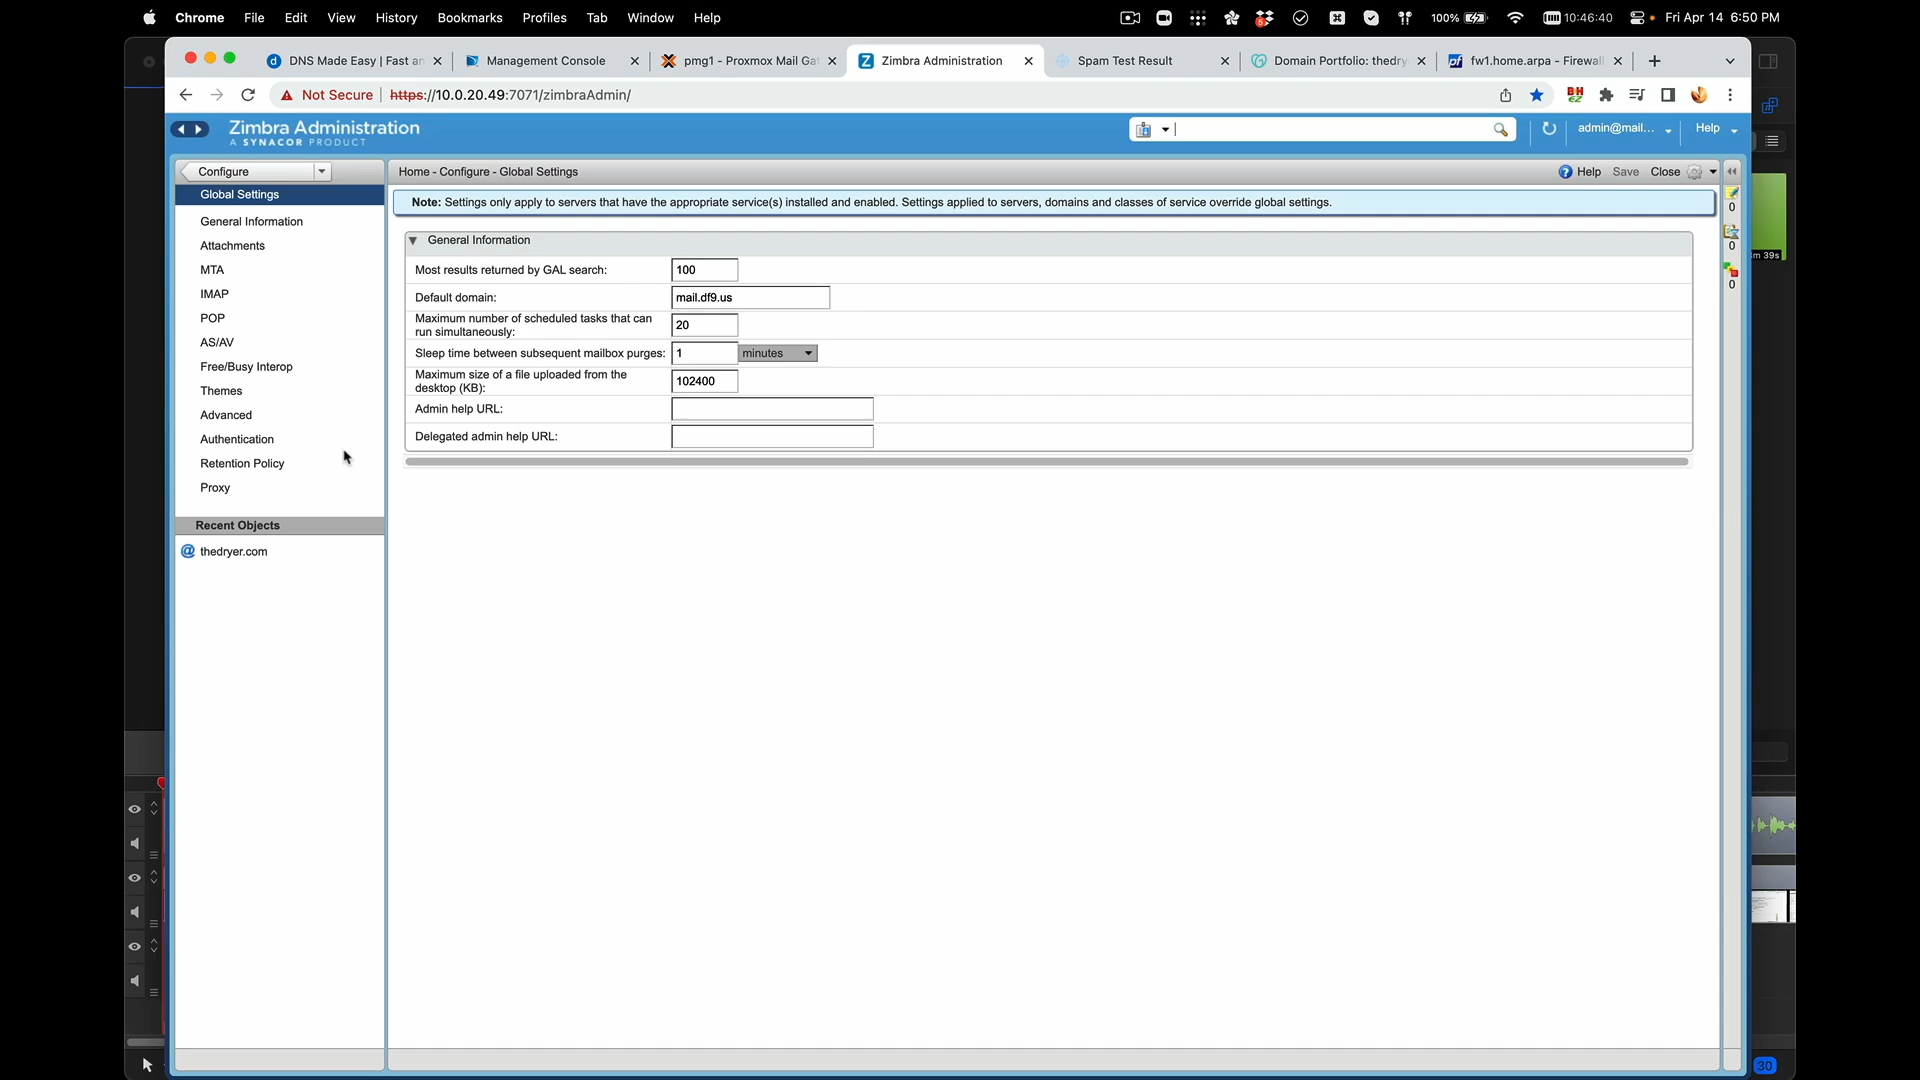 Chrome File Edit View History Bookmarks Profiles Tab Window Help 100% 10:46:40 Fri Apr 14 6:50 PM
DNS Made Easy | Fast an Management Console pmg1 - Proxmox Mail Gat Zimbra Administration Spam Test Result Domain Portfolio: thedry fw1.home.arpa - Firewall
Not Secure https://10.0.20.49:7071/zimbraAdmin/
Zimbra Administration
A SYNACOR PRODUCT
admin@mail... Help
Configure
Home - Configure - Global Settings
Help Save Close
Global Settings
General Information
Attachments
MTA
IMAP
POP
AS/AV
Free/Busy Interop
Themes
Advanced
Authentication
Retention Policy
Proxy
Recent Objects
thedryer.com
Note: Settings only apply to servers that have the appropriate service(s) installed and enabled. Settings applied to servers, domains and classes of service override global settings.
General Information
Most results returned by GAL search: 100
Default domain: mail.df9.us
Maximum number of scheduled tasks that can
run simultaneously: 20
Sleep time between subsequent mailbox purges: 1 minutes
Maximum size of a file uploaded from the
desktop (KB): 102400
Admin help URL:
Delegated admin help URL:
0
0
0
m 39s
30